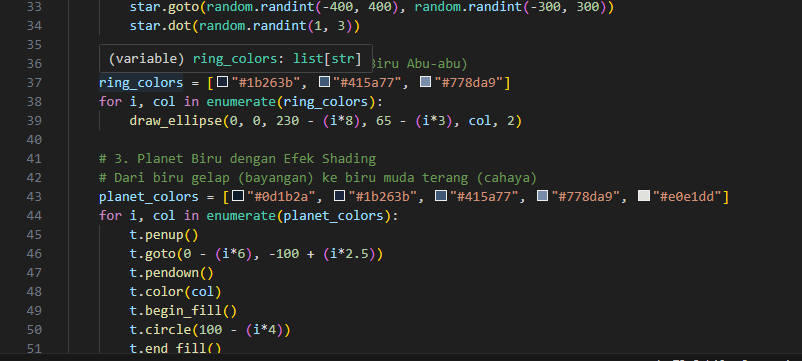 33 star.goto(random.randint(-400, 400), random.randint(-300, 300))
34 star.dot(random.randint(1, 3))
35
(variable) ring_colors: list[str]
36 Biru Abu-abu)
37 ring_colors = ["#1b263b", "#415a77", "#778da9"]
38 for i, col in enumerate(ring_colors):
39 draw_ellipse(0, 0, 230 - (i*8), 65 - (i*3), col, 2)
40
41 # 3. Planet Biru dengan Efek Shading
42 # Dari biru gelap (bayangan) ke biru muda terang (cahaya)
43 planet_colors = ["#0d1b2a", "#1b263b", "#415a77", "#778da9", "#e0e1dd"]
44 for i, col in enumerate(planet_colors):
45 t.penup()
46 t.goto(0 - (i*6), -100 + (i*2.5))
47 t.pendown()
48 t.color(col)
49 t.begin_fill()
50 t.circle(100 - (i*4))
51 t.end_fill()